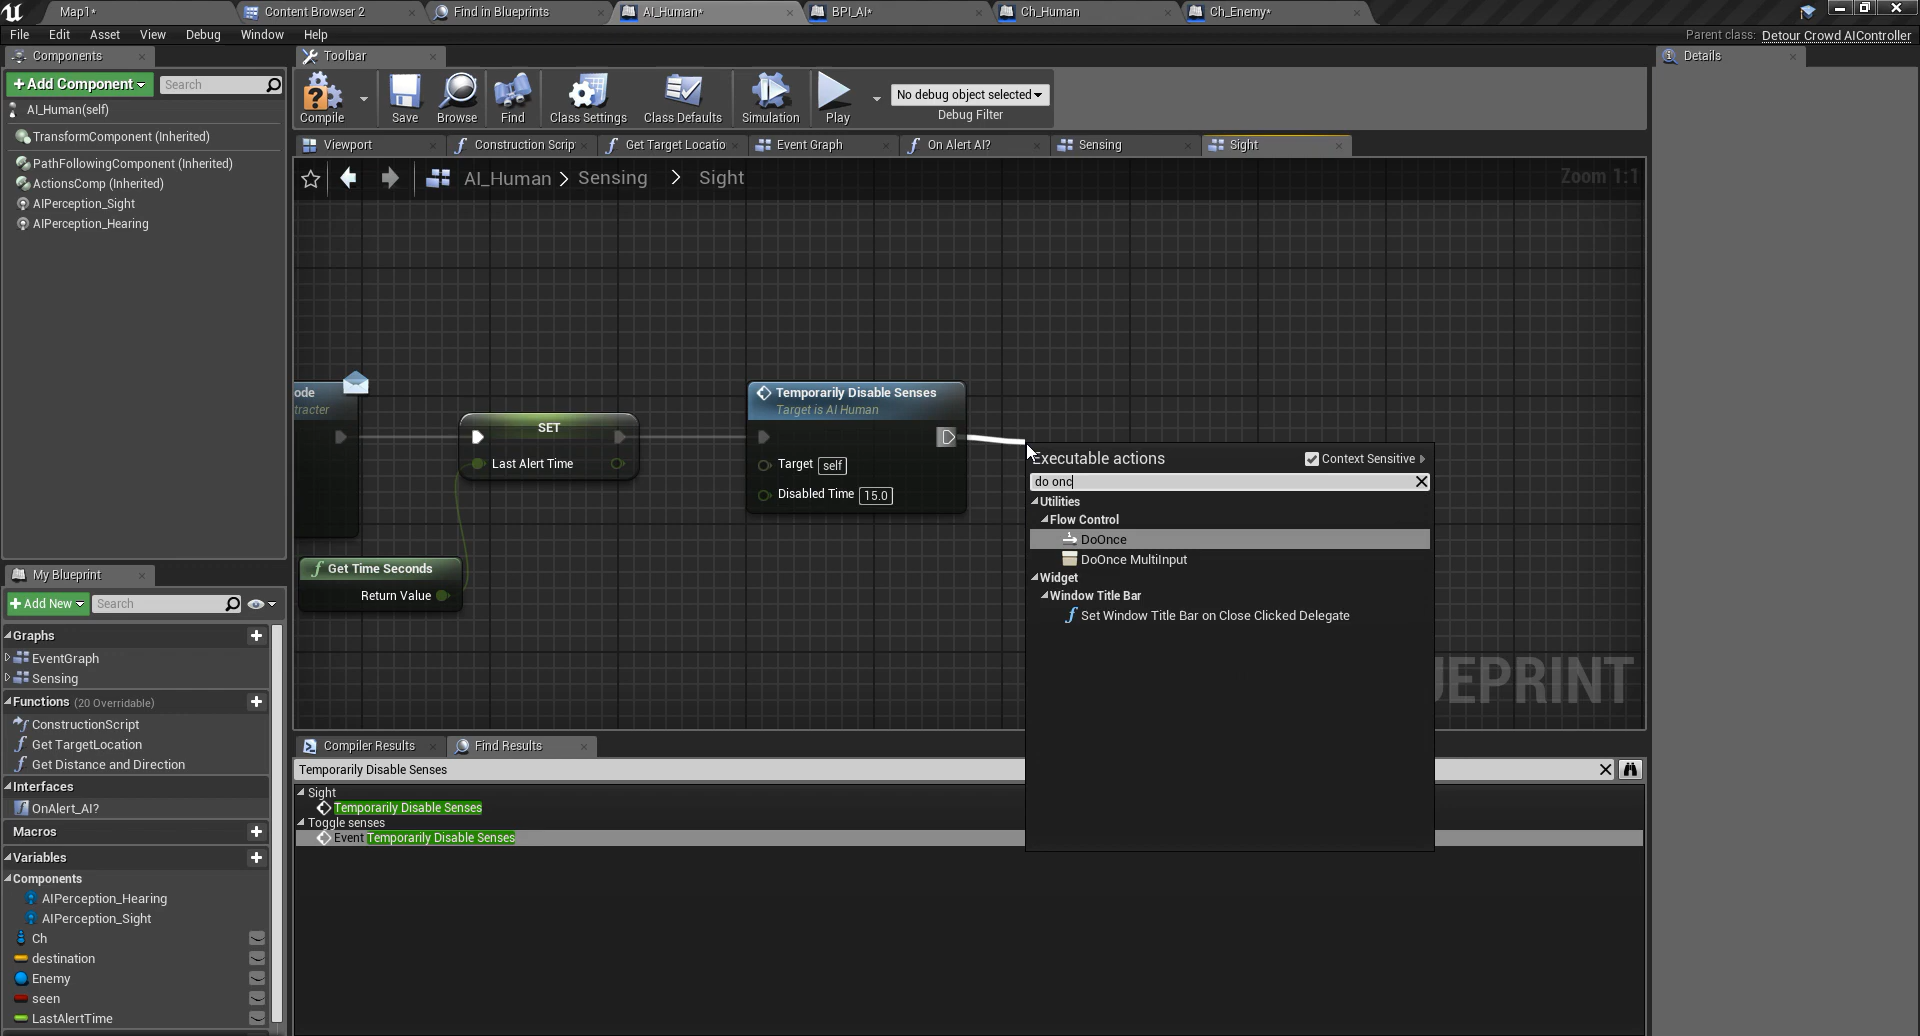 Map1*
Content Browser 2
Find in Blueprints
AI_Human*
BPI_AI*
Ch_Human
Ch_Enemy*
File Edit Asset View Debug Window Help
Parent class: Detour Crowd AIController
Components
Toolbar
Details
+ Add Component
Search
AI_Human(self)
TransformComponent (Inherited)
PathFollowingComponent (Inherited)
ActionsComp (Inherited)
AIPerception_Sight
AIPerception_Hearing
Compile
Save
Browse
Find
Class Settings
Class Defaults
Simulation
Play
No debug object selected
Debug Filter
Viewport
Construction Scrip
Get Target Locatio
Event Graph
On Alert AI?
Sensing
Sight
AI_Human > Sensing > Sight
Zoom 1:1
ode
tracter
SET
Last Alert Time
Get Time Seconds
Return Value
Temporarily Disable Senses
Target is AI Human
Target self
Disabled Time 15.0
Executable actions
Context Sensitive
do onc
Utilities
Flow Control
DoOnce
DoOnce MultiInput
Widget
Window Title Bar
Set Window Title Bar on Close Clicked Delegate
UEPRINT
My Blueprint
+ Add New
Search
Graphs
EventGraph
Sensing
Functions (20 Overridable)
ConstructionScript
Get TargetLocation
Get Distance and Direction
Interfaces
OnAlert_AI?
Macros
Variables
Components
AIPerception_Hearing
AIPerception_Sight
Ch
destination
Enemy
seen
LastAlertTime
Compiler Results
Find Results
Temporarily Disable Senses
Sight
Temporarily Disable Senses
Toggle senses
Event Temporarily Disable Senses